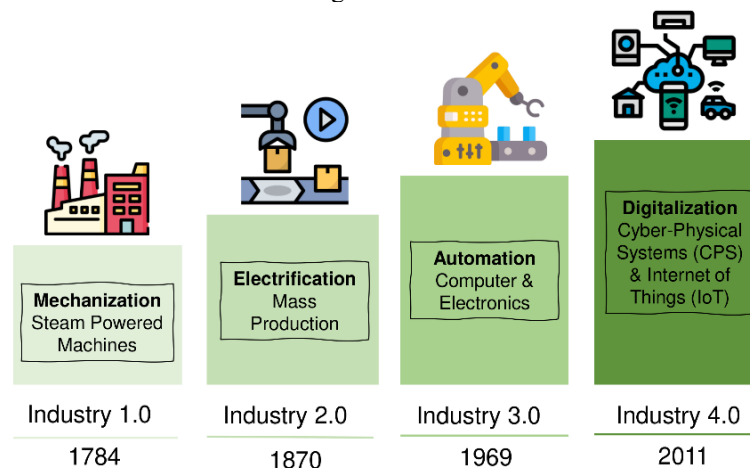 Mechanization
Steam Powered
Machines
Electrification
Mass
Production
Automation
Computer &
Electronics
Digitalization
Cyber-Physical
Systems (CPS)
& Internet of
Things (IoT)
Industry 1.0
Industry 2.0
Industry 3.0
Industry 4.0
1784
1870
1969
2011